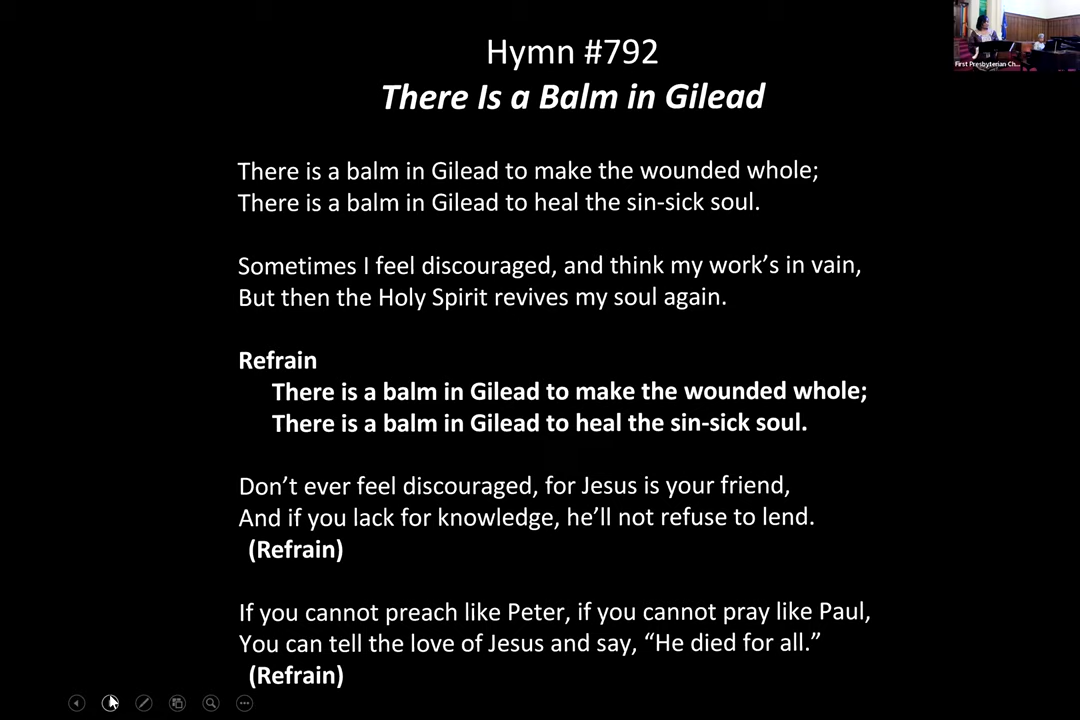 Hymn #792
There Is a Balm in Gilead
First Presbyterian Ch...
There is a balm in Gilead to make the wounded whole;
There is a balm in Gilead to heal the sin-sick soul.
Sometimes I feel discouraged, and think my work’s in vain,
But then the Holy Spirit revives my soul again.
Refrain
There is a balm in Gilead to make the wounded whole;
There is a balm in Gilead to heal the sin-sick soul.
Don’t ever feel discouraged, for Jesus is your friend,
And if you lack for knowledge, he’ll not refuse to lend.
(Refrain)
If you cannot preach like Peter, if you cannot pray like Paul,
You can tell the love of Jesus and say, “He died for all.”
(Refrain)